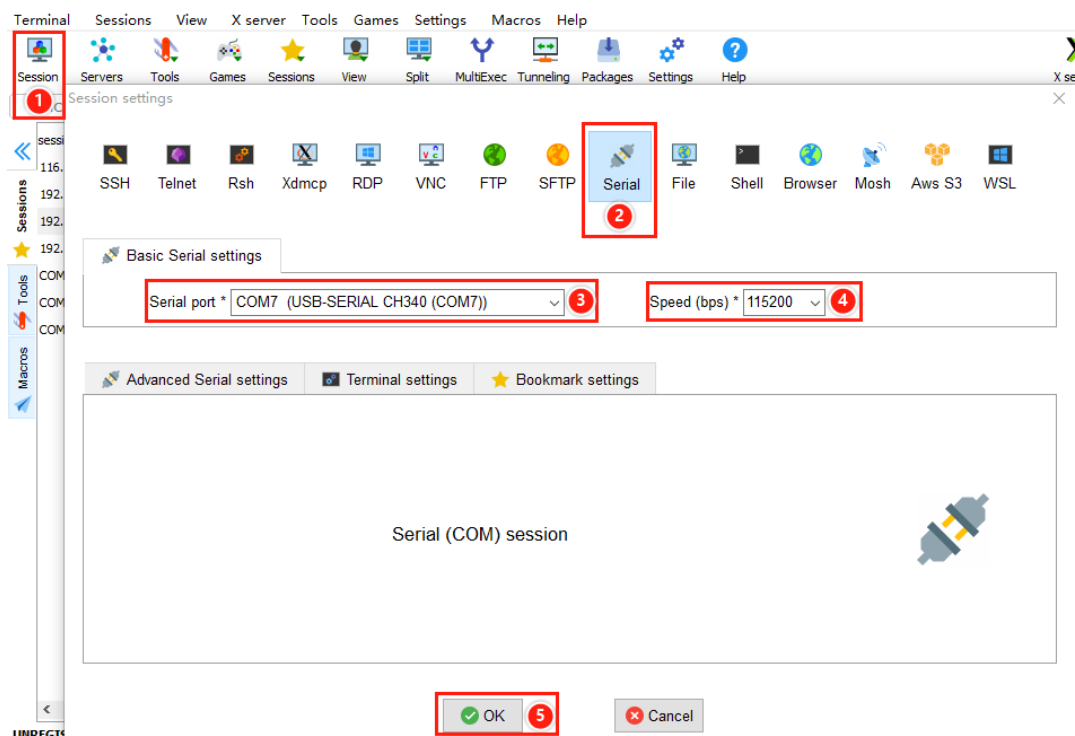 Terminal Sessions View X server Tools Games Settings Macros Help
Session Servers Tools Games Sessions View Split MultiExec Tunneling Packages Settings Help
1
Session settings
SSH Telnet Rsh Xdmcp RDP VNC FTP SFTP Serial File Shell Browser Mosh Aws S3 WSL
2
116.
192.
192.
192.
COM
COM
COM
Sessions
Tools
Macros
Basic Serial settings
Serial port * COM7 (USB-SERIAL CH340 (COM7)) 3 Speed (bps) * 115200 4
Advanced Serial settings Terminal settings Bookmark settings
Serial (COM) session
OK 5 Cancel